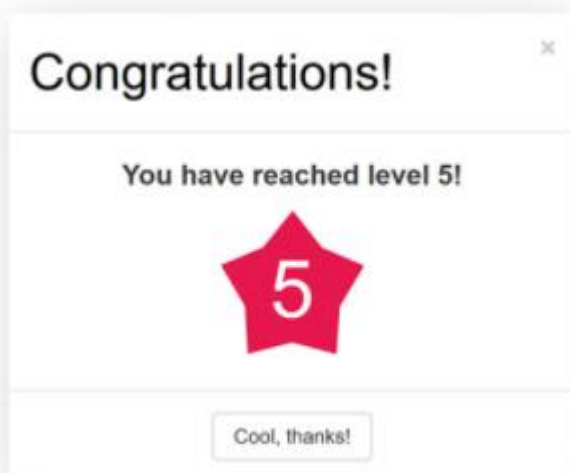 Congratulations!
×
You have reached level 5!
5
Cool, thanks!